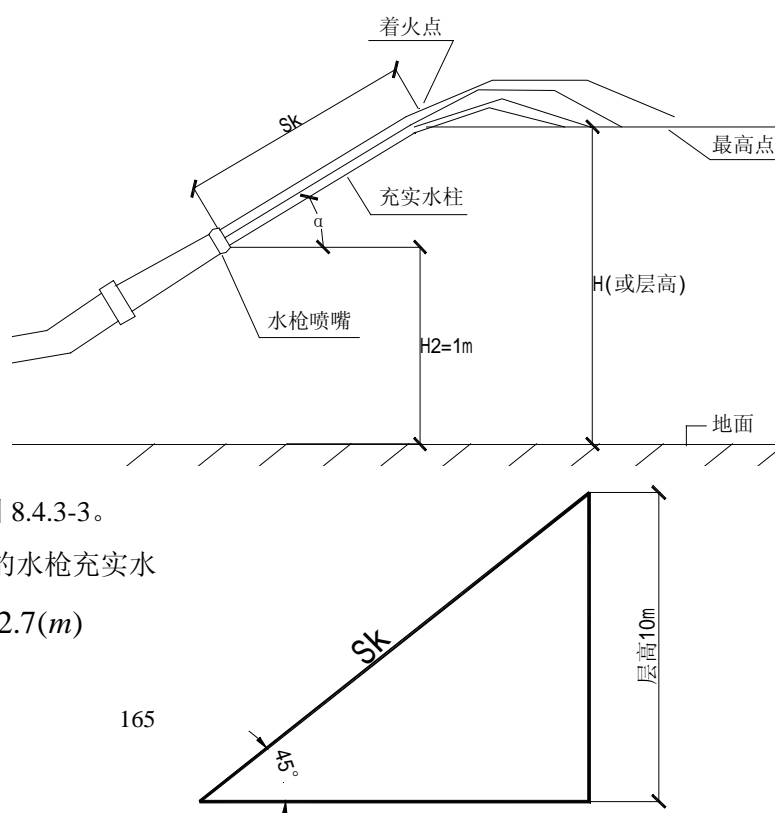 着火点
Sk
最高点
充实水柱
α
H(或层高)
水枪喷嘴
H2=1m
地面
8.4.3-3。
的水枪充实水
2.7(m)
Sk
层高10m
165
45°